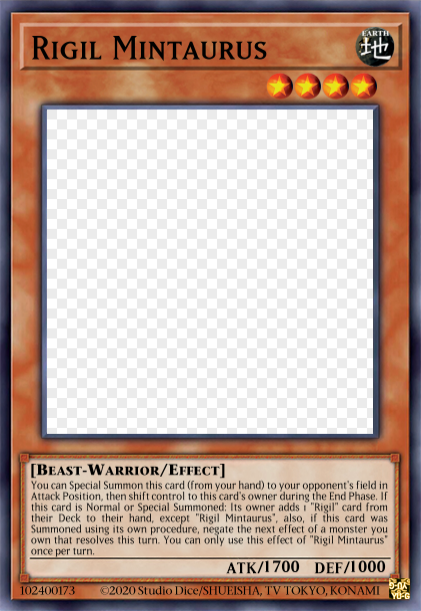 Rigil Mintaurus
EARTH
地
[Beast-Warrior/Effect]
You can Special Summon this card (from your hand) to your opponent's field in
Attack Position, then shift control to this card's owner during the End Phase. If
this card is Normal or Special Summoned: Its owner adds 1 "Rigil" card from
their Deck to their hand, except "Rigil Mintaurus", also, if this card was
Summoned using its own procedure, negate the next effect of a monster you
own that resolves this turn. You can only use this effect of "Rigil Mintaurus"
once per turn.
ATK/1700 DEF/1000
102400173 ©2020 Studio Dice/SHUEISHA, TV TOKYO, KONAMI